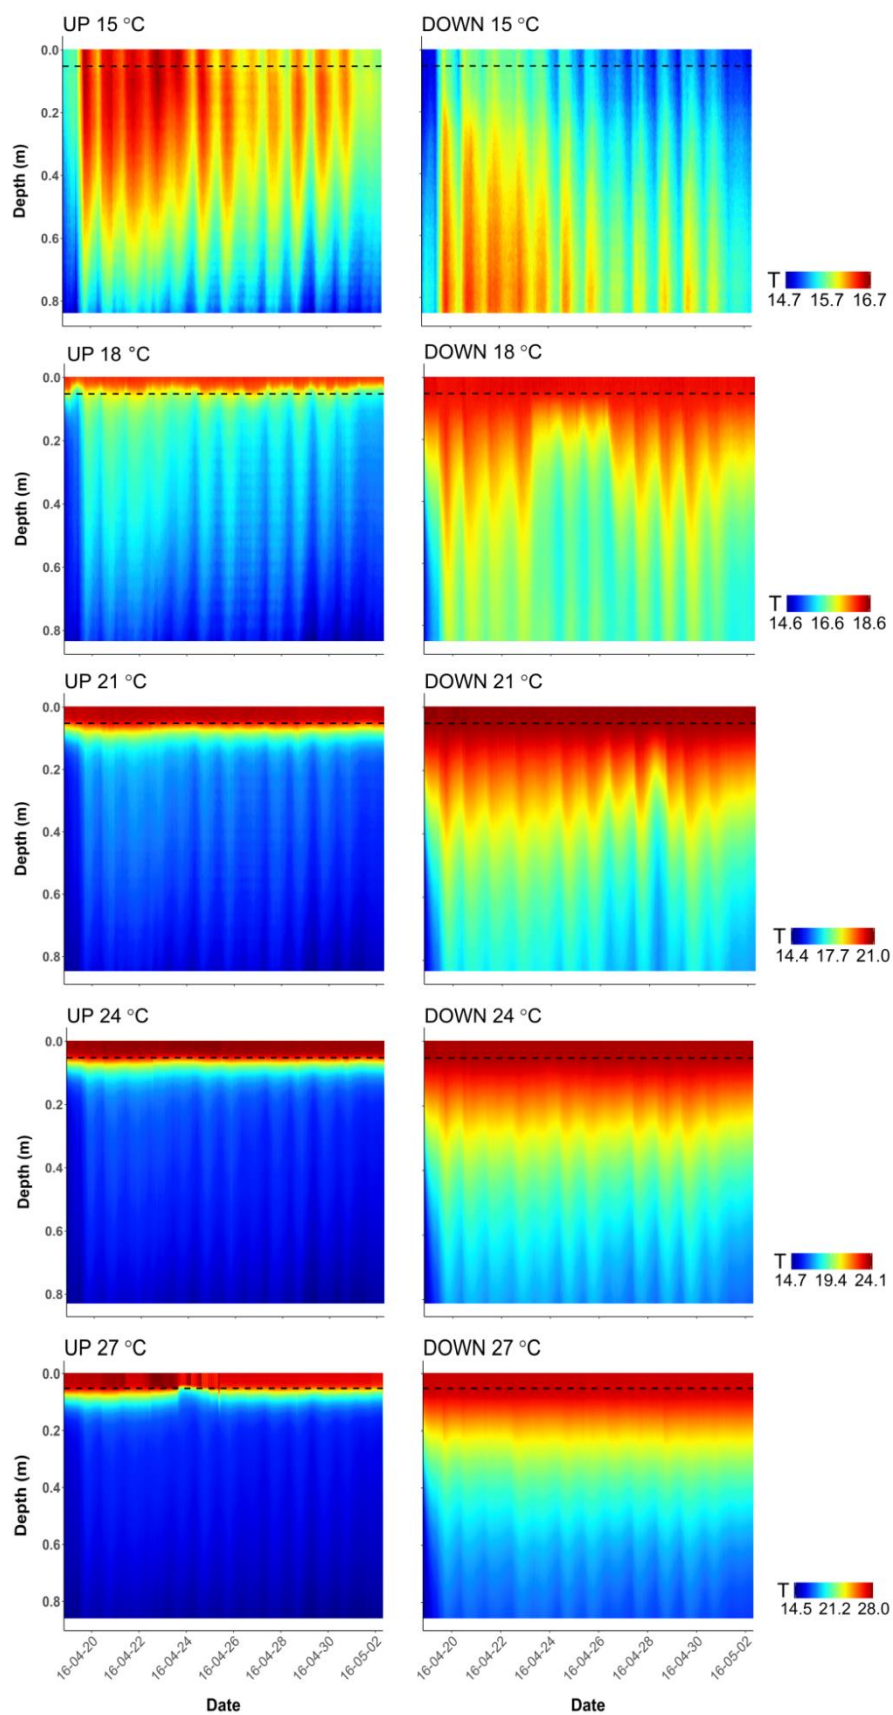 UP 15 °C
DOWN 15 °C
0.0
0.2
0.4
0.6
0.8
Depth (m)
T
14.7 15.7 16.7
UP 18 °C
DOWN 18 °C
0.0
0.2
0.4
0.6
0.8
Depth (m)
T
14.6 16.6 18.6
UP 21 °C
DOWN 21 °C
0.0
0.2
0.4
0.6
0.8
Depth (m)
T
14.4 17.7 21.0
UP 24 °C
DOWN 24 °C
0.0
0.2
0.4
0.6
0.8
Depth (m)
T
14.7 19.4 24.1
UP 27 °C
DOWN 27 °C
0.0
0.2
0.4
0.6
0.8
Depth (m)
T
14.5 21.2 28.0
16-04-20 16-04-22 16-04-24 16-04-26 16-04-28 16-04-30 16-05-02
16-04-20 16-04-22 16-04-24 16-04-26 16-04-28 16-04-30 16-05-02
Date
Date